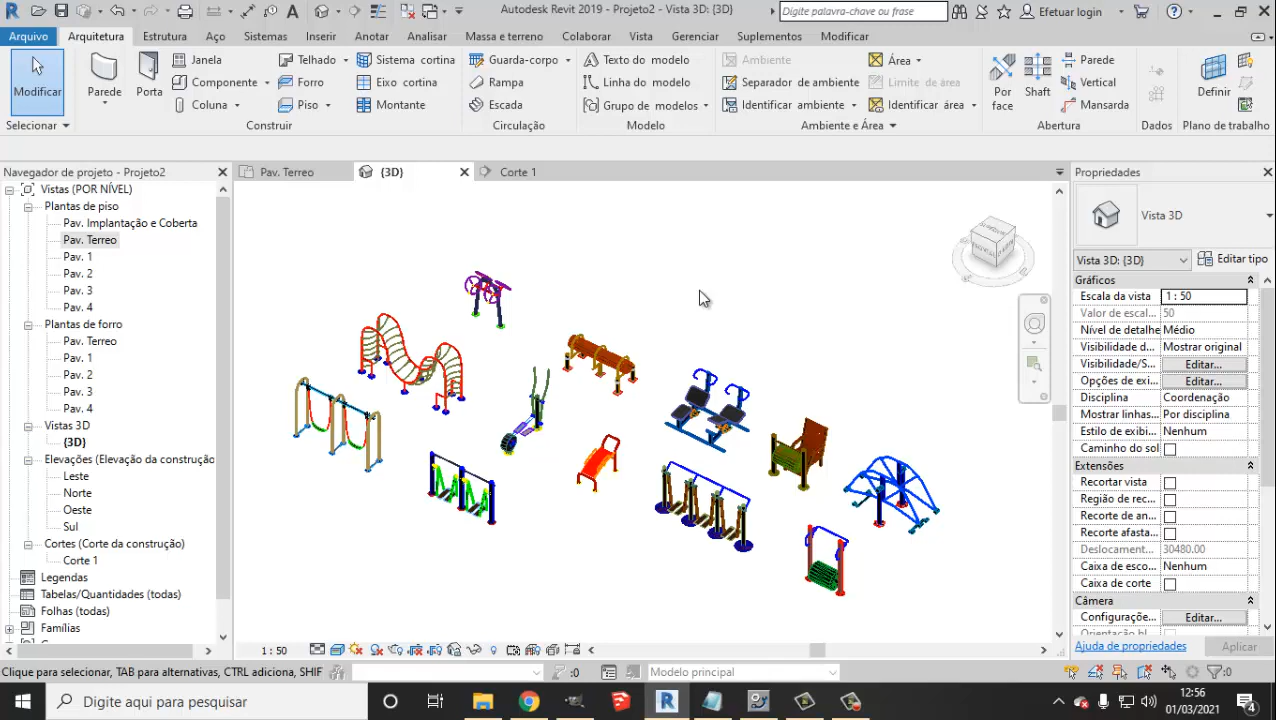 Autodesk Revit 2019 - Projeto2 - Vista 3D: {3D}
Digite palavra-chave ou frase
Efetuar login
Arquivo Arquitetura Estrutura Aço Sistemas Inserir Anotar Analisar Massa e terreno Colaborar Vista Gerenciar Suplementos Modificar
Modificar
Parede
Porta
Janela
Componente
Coluna
Telhado
Forro
Piso
Sistema cortina
Eixo cortina
Montante
Guarda-corpo
Rampa
Escada
Texto do modelo
Linha do modelo
Grupo de modelos
Ambiente
Separador de ambiente
Identificar ambiente
Área
Limite de área
Identificar área
Por face
Shaft
Parede
Vertical
Mansarda
Definir
Selecionar Construir Circulação Modelo Ambiente e Área Abertura Dados Plano de trabalho
Navegador de projeto - Projeto2
Vistas (POR NÍVEL)
Plantas de piso
Pav. Implantação e Coberta
Pav. Terreo
Pav. 1
Pav. 2
Pav. 3
Pav. 4
Plantas de forro
Pav. Terreo
Pav. 1
Pav. 2
Pav. 3
Pav. 4
Vistas 3D
{3D}
Elevações (Elevação da construção
Leste
Norte
Oeste
Sul
Cortes (Corte da construção)
Corte 1
Legendas
Tabelas/Quantidades (todas)
Folhas (todas)
Famílias
Pav. Terreo
{3D}
Corte 1
Propriedades
Vista 3D
Vista 3D: {3D}
Editar tipo
Gráficos
Escala da vista 1 : 50
Valor de escal... 50
Nível de detalhe Médio
Visibilidade d... Mostrar original
Visibilidade/S... Editar...
Opções de exi... Editar...
Disciplina Coordenação
Mostrar linhas... Por disciplina
Estilo de exibi... Nenhum
Caminho do sol
Extensões
Recortar vista
Região de rec...
Recorte de an...
Recorte afasta...
Deslocament... 30480.00
Caixa de esco... Nenhum
Caixa de corte
Câmera
Configuraçõe... Editar...
Ajuda de propriedades
Aplicar
1 : 50
Clique para selecionar, TAB para alternativas, CTRL adiciona, SHIF
:0
Modelo principal
:0
Digite aqui para pesquisar
12:56
01/03/2021
4